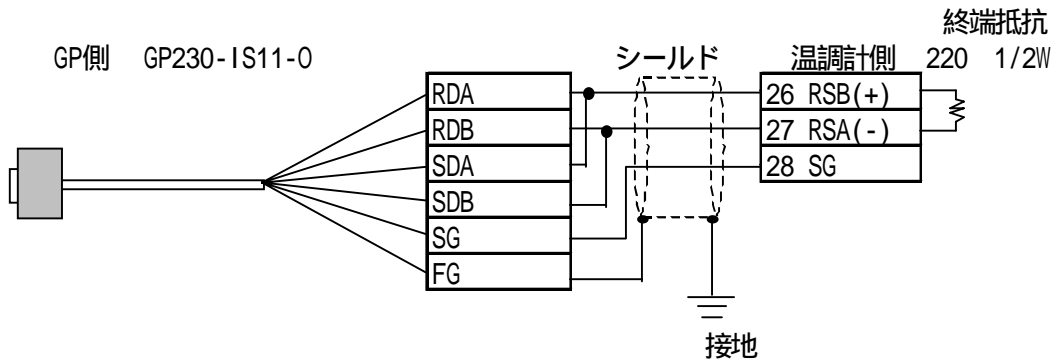 終端抵抗
GP側 GP230-IS11-O シールド 温調計側 220 1/2W
RDA 26 RSB(+)
RDB 27 RSA(-)
SDA 28 SG
SDB
SG
FG
接地